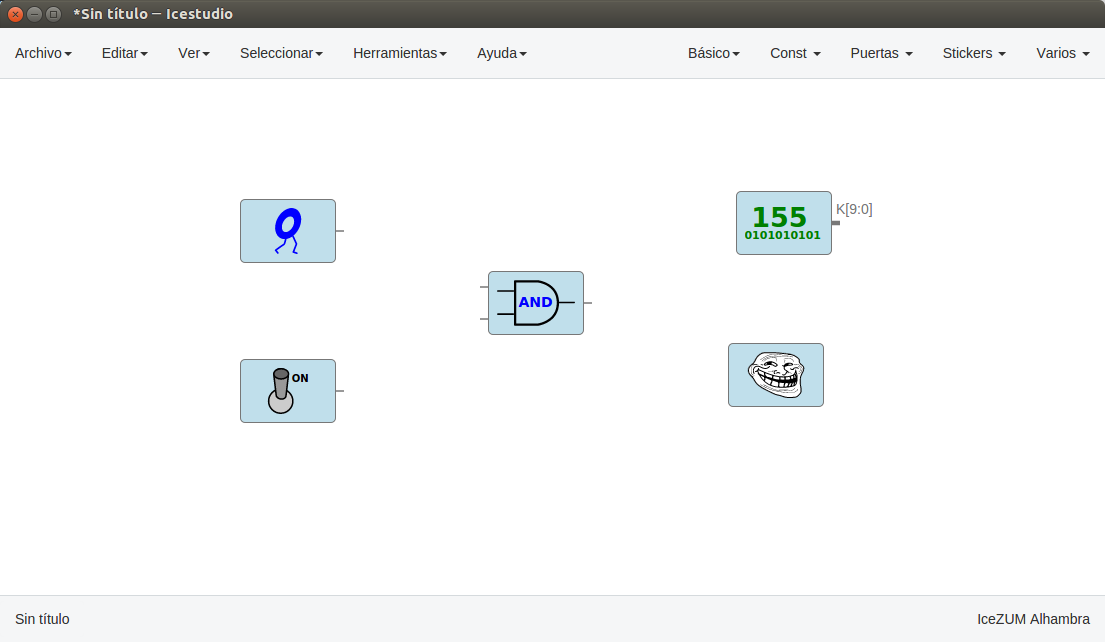 *Sin título — Icestudio
Archivo Editar Ver Seleccionar Herramientas Ayuda Básico Const Puertas Stickers Varios
155
0101010101
K[9:0]
AND
ON
Sin título IceZUM Alhambra